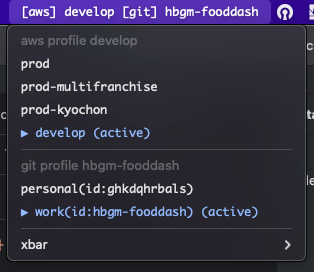 [aws] develop [git] hbgm-fooddash
aws profile develop
prod
prod-multifranchise
prod-kyochon
▶ develop (active)
git profile hbgm-fooddash
personal(id:ghkdqhrbals)
▶ work(id:hbgm-fooddash) (active)
xbar